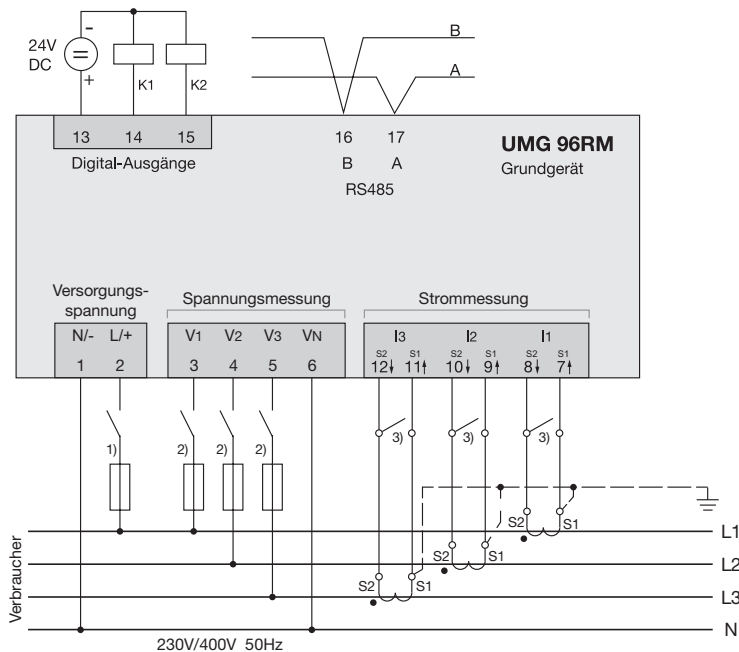 -
24V
DC
=
+
K1
K2
B
A
13 14 15
Digital-Ausgänge
16 17
B A
RS485
UMG 96RM
Grundgerät
Versorgungs-
spannung
Spannungsmessung
Strommessung
N/- L/+
V1 V2 V3 VN
I3 I2 I1
S2 S1 S2 S1 S2 S1
1 2 3 4 5 6 12 11 10 9 8 7
1) 2) 2) 2) 3) 3) 3)
S2 S1
S2 S1
S2 S1
L1
L2
L3
N
Verbraucher
230V/400V 50Hz